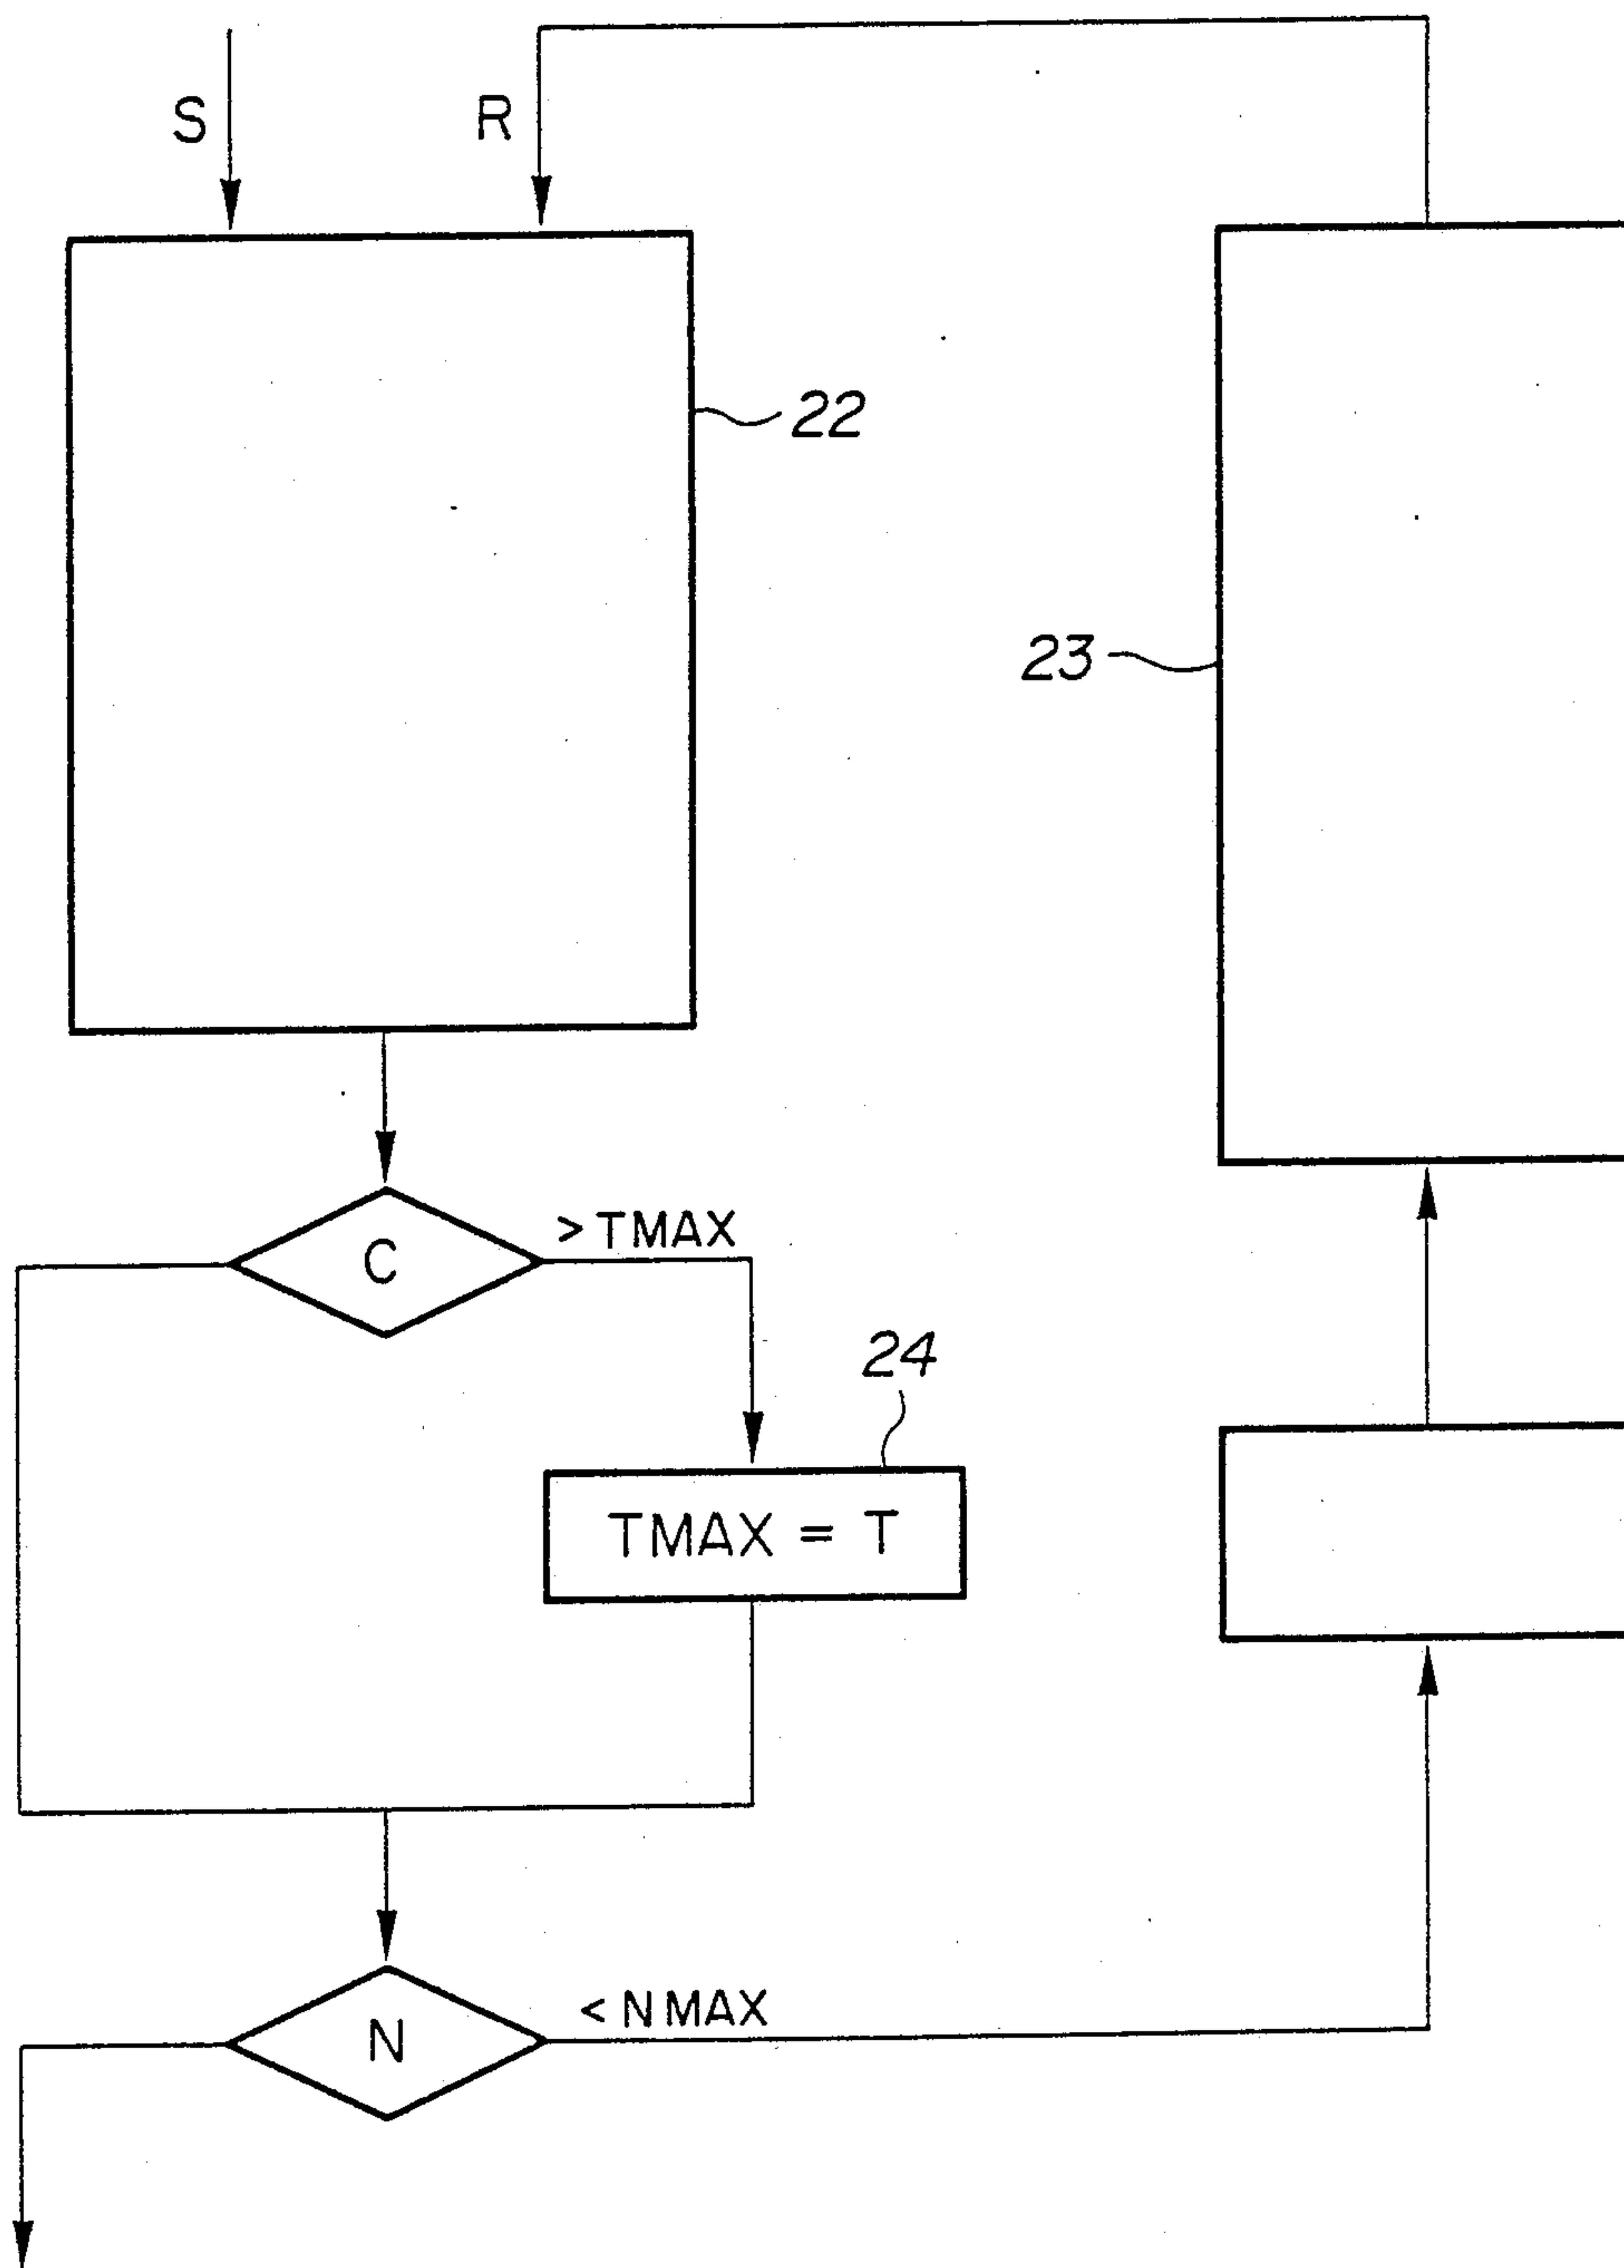 S
R
22
23
C
> TMAX
24
TMAX = T
N
< NMAX